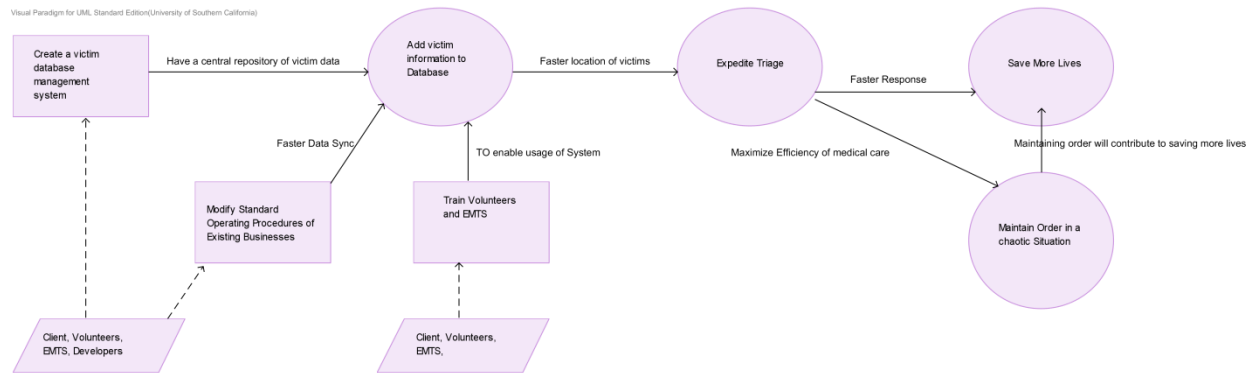 Visual Paradigm for UML Standard Edition(University of Southern California)
Create a victim
database
management
system
Have a central repository of victim data
Add victim
information to
Database
Faster location of victims
Expedite Triage
Faster Response
Save More Lives
Faster Data Sync
TO enable usage of System
Maximize Efficiency of medical care
Maintaining order will contribute to saving more lives
Modify Standard
Operating Procedures of
Existing Businesses
Train Volunteers
and EMTS
Maintain Order in a
chaotic Situation
Client, Volunteers,
EMTS, Developers
Client, Volunteers,
EMTS,